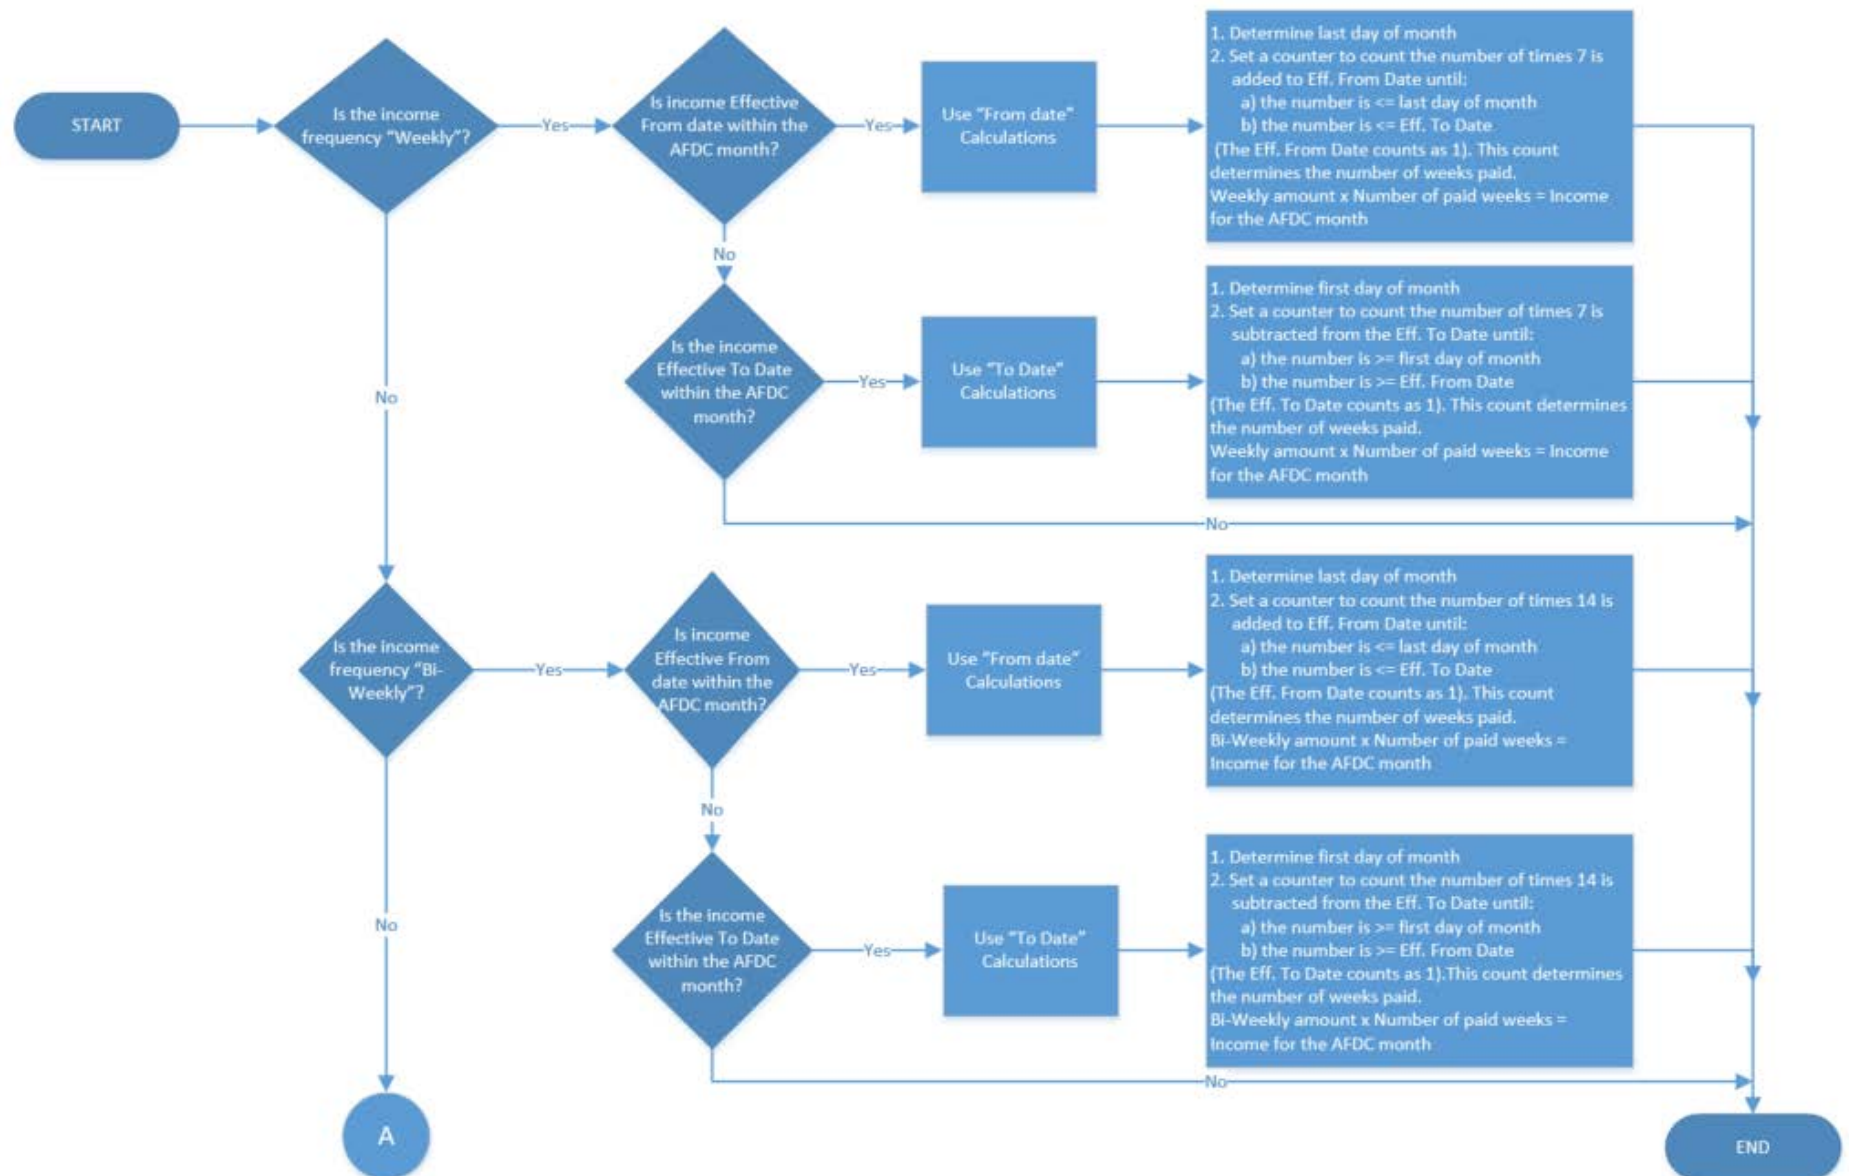 START
Is the income
frequency “Weekly”?
Yes
Is income Effective
From date within the
AFDC month?
Yes
Use “From date”
Calculations
1. Determine last day of month
2. Set a counter to count the number of times 7 is
added to Eff. From Date until:
a) the number is <= last day of month
b) the number is <= Eff. To Date
(The Eff. From Date counts as 1). This count
determines the number of weeks paid.
Weekly amount x Number of paid weeks = Income
for the AFDC month
No
Is the income
Effective To Date
within the AFDC
month?
Yes
Use “To Date”
Calculations
1. Determine first day of month
2. Set a counter to count the number of times 7 is
subtracted from the Eff. To Date until:
a) the number is >= first day of month
b) the number is >= Eff. From Date
(The Eff. To Date counts as 1). This count determines
the number of weeks paid.
Weekly amount x Number of paid weeks = Income
for the AFDC month
No
No
Is the income
frequency “Bi-
Weekly”?
Yes
Is income
Effective From
date within the
AFDC month?
Yes
Use “From date”
Calculations
1. Determine last day of month
2. Set a counter to count the number of times 14 is
added to Eff. From Date until:
a) the number is <= last day of month
b) the number is <= Eff. To Date
(The Eff. From Date counts as 1). This count
determines the number of weeks paid.
Bi-Weekly amount x Number of paid weeks =
Income for the AFDC month
No
Is the income
Effective To Date
within the AFDC
month?
Yes
Use “To Date”
Calculations
1. Determine first day of month
2. Set a counter to count the number of times 14 is
subtracted from the Eff. To Date until:
a) the number is >= first day of month
b) the number is >= Eff. From Date
(The Eff. To Date counts as 1).This count determines
the number of weeks paid.
Bi-Weekly amount x Number of paid weeks =
Income for the AFDC month
No
No
A
END